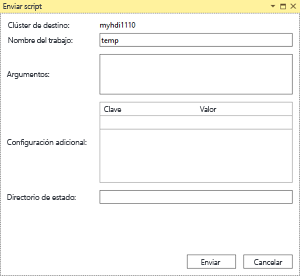 Enviar script
Clúster de destino: myhdi1110
Nombre del trabajo: temp
Argumentos:
Clave Valor
Configuración adicional:
Directorio de estado:
Enviar Cancelar